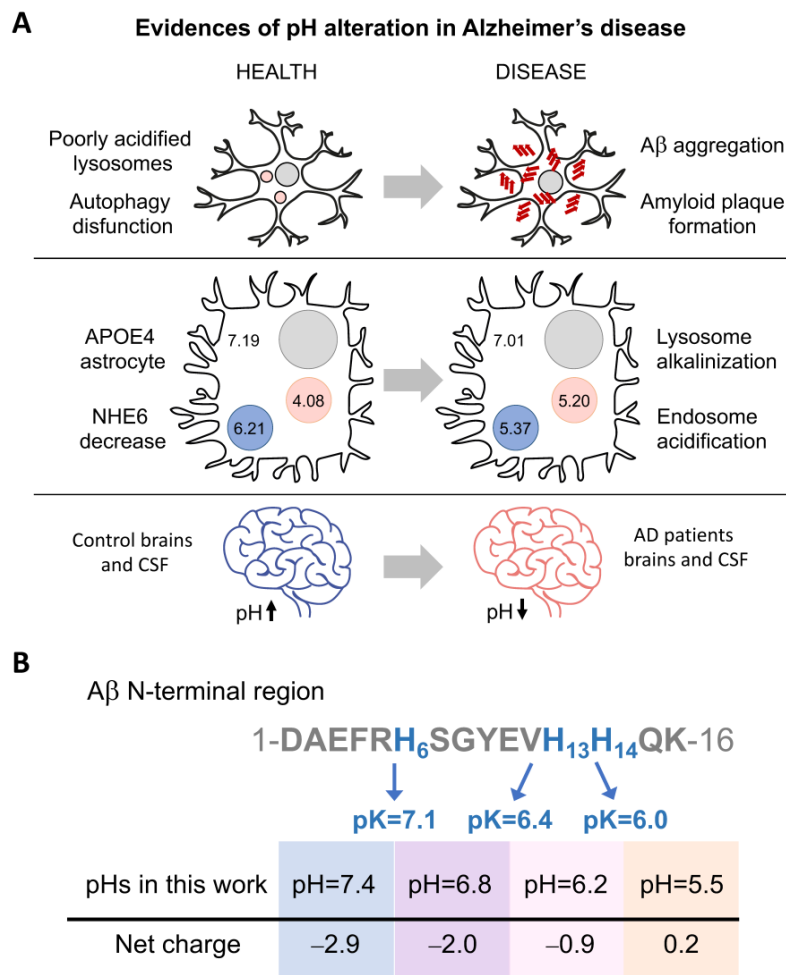 A
Evidences of pH alteration in Alzheimer's disease
HEALTH
DISEASE
Poorly acidified
lysosomes
Autophagy
disfunction
Aβ aggregation
Amyloid plaque
formation
APOE4
astrocyte
NHE6
decrease
7.19
4.08
6.21
7.01
5.20
5.37
Lysosome
alkalinization
Endosome
acidification
Control brains
and CSF
pH
pH
AD patients
brains and CSF
B
Aβ N-terminal region
1-DAEFRH₆SGYEVH₁₃H₁₄QK-16
pK=7.1 pK=6.4 pK=6.0
pHs in this work pH=7.4 pH=6.8 pH=6.2 pH=5.5
Net charge −2.9 −2.0 −0.9 0.2